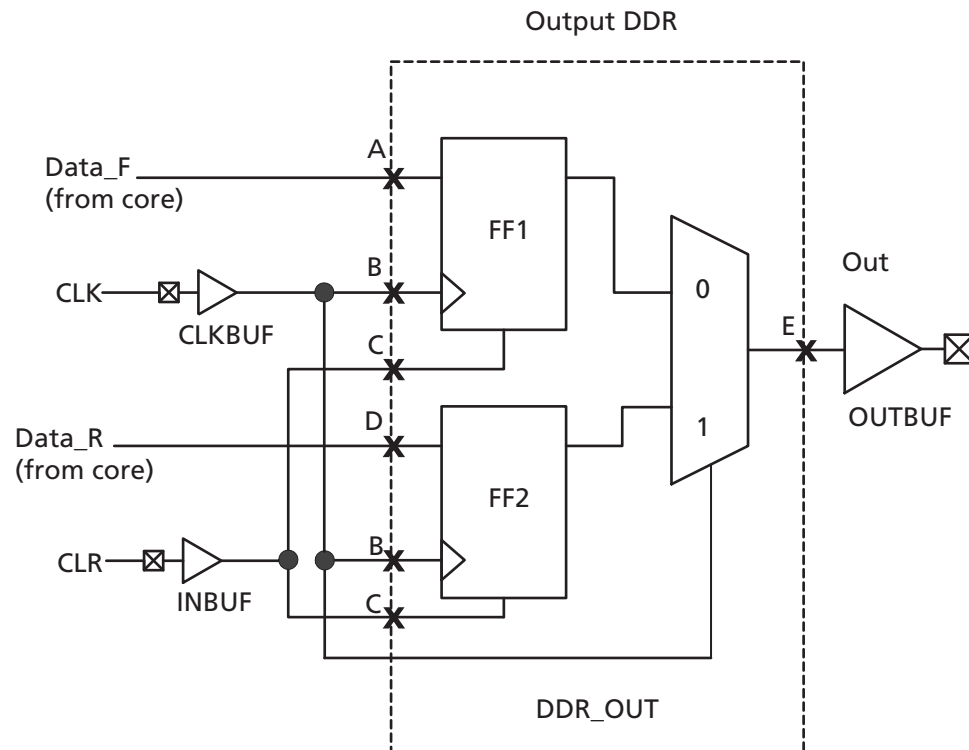 Output DDR
A
Data_F
(from core)
FF1
B
CLK
CLKBUF
0
Out
C
E
D
1
OUTBUF
Data_R
(from core)
FF2
B
CLR
INBUF
C
DDR_OUT